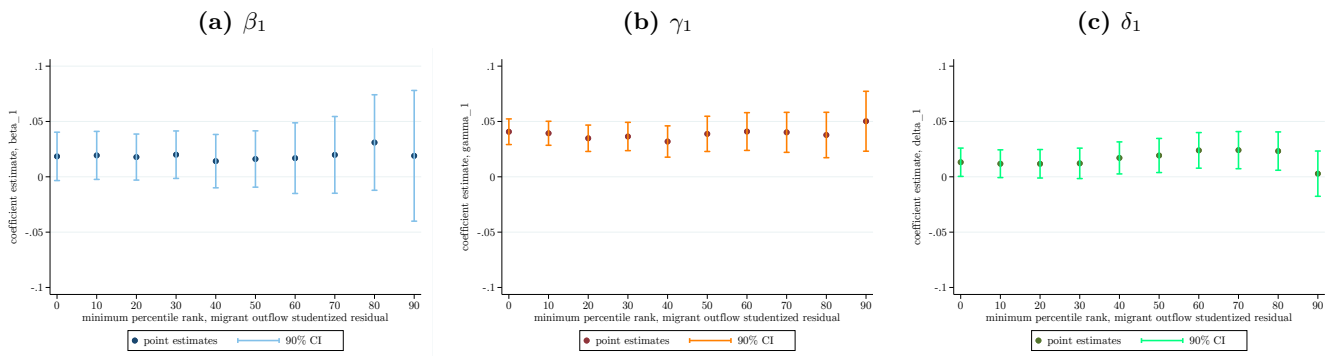 (a) β1
coefficient estimate, beta_1
.1
.05
0
-.05
-.1
0 10 20 30 40 50 60 70 80 90
minimum percentile rank, migrant outflow studentized residual
point estimates 90% CI
(b) γ1
coefficient estimate, gamma_1
.1
.05
0
-.05
-.1
0 10 20 30 40 50 60 70 80 90
minimum percentile rank, migrant outflow studentized residual
point estimates 90% CI
(c) δ1
coefficient estimate, delta_1
.1
.05
0
-.05
-.1
0 10 20 30 40 50 60 70 80 90
minimum percentile rank, migrant outflow studentized residual
point estimates 90% CI